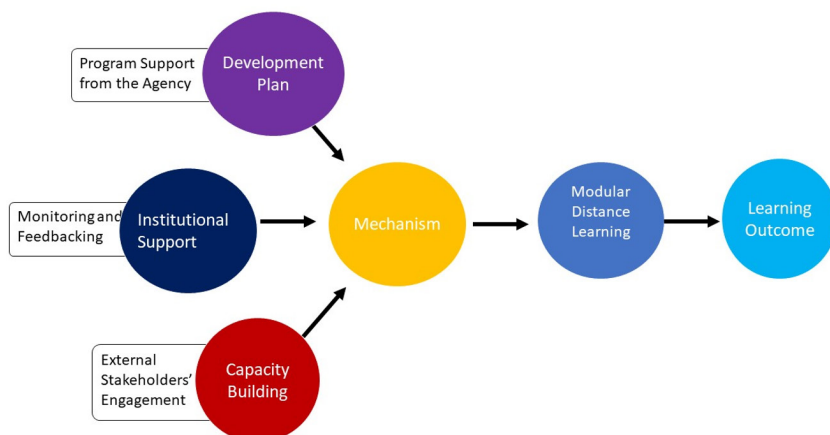 Program Support
from the Agency
Development
Plan
Monitoring and
Feedbacking
Institutional
Support
Mechanism
Modular
Distance
Learning
Learning
Outcome
External
Stakeholders’
Engagement
Capacity
Building